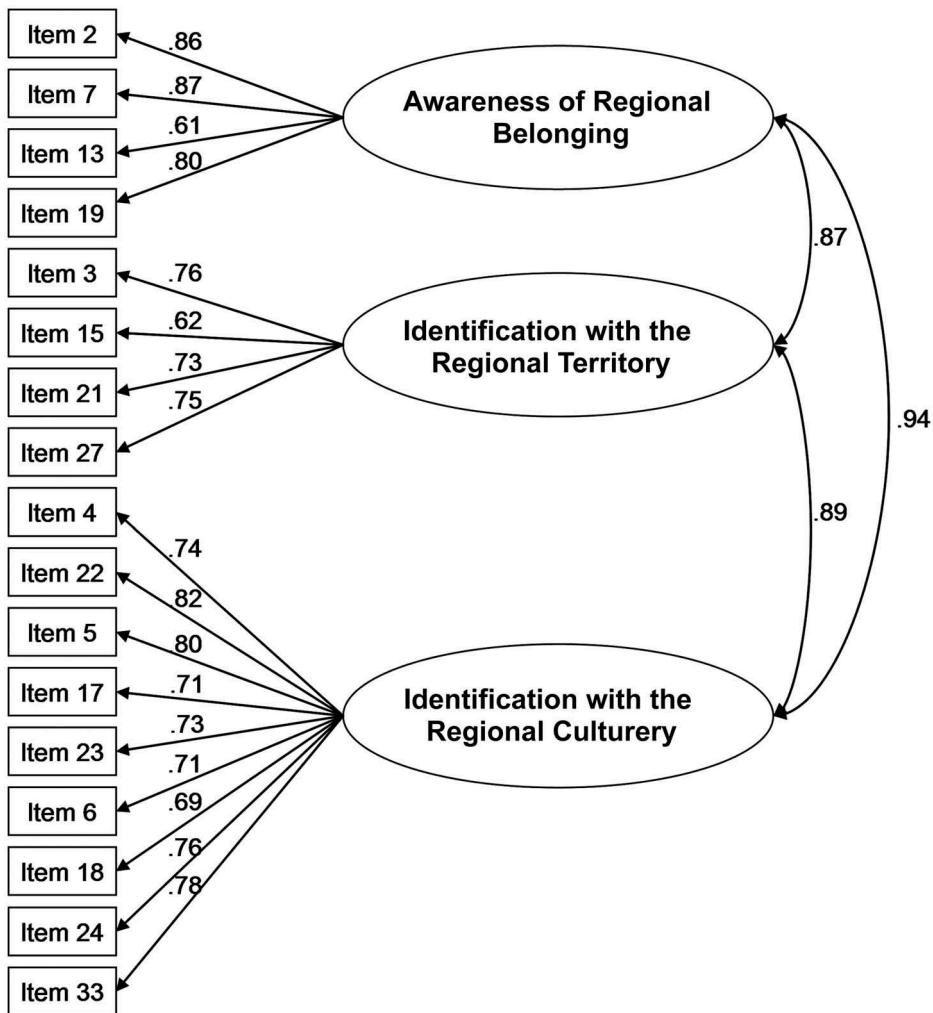 Item 2
.86
Item 7
.87
Awareness of Regional
Belonging
Item 13
.61
.80
Item 19
Item 3
.76
.87
Item 15
.62
Identification with the
Regional Territory
Item 21
.73
.75
Item 27
.94
Item 4
.89
.74
Item 22
.82
Item 5
.80
Item 17
.71
Identification with the
Regional Culturery
Item 23
.73
Item 6
.71
.69
Item 18
.76
.78
Item 24
Item 33